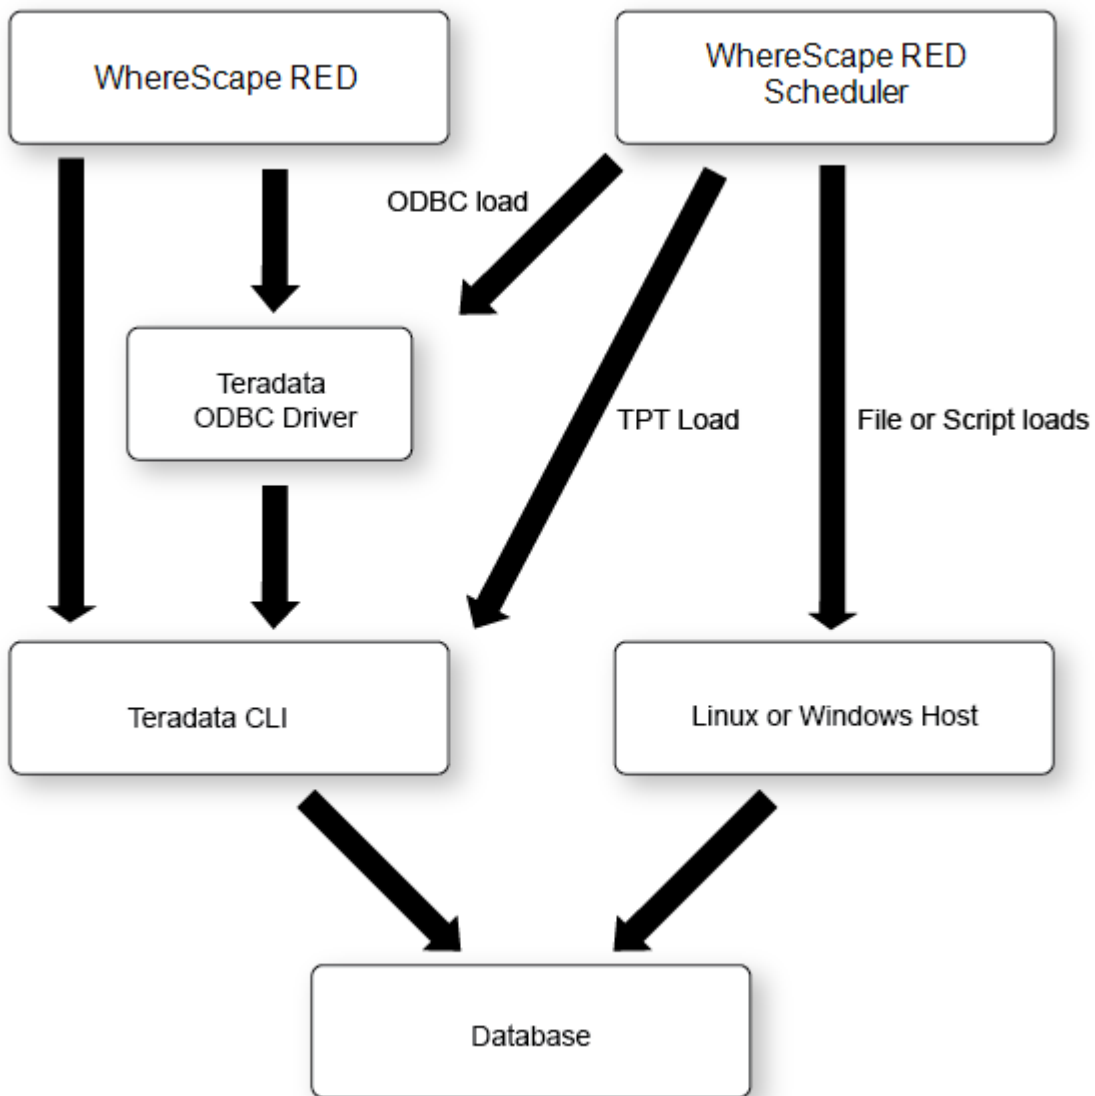 WhereScape RED
WhereScape RED
Scheduler
ODBC load
Teradata
ODBC Driver
TPT Load
File or Script loads
Teradata CLI
Linux or Windows Host
Database